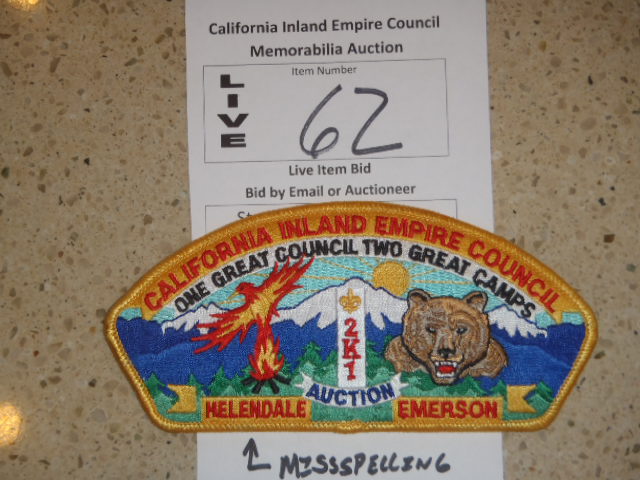 California Inland Empire Council
Memorabilia Auction
Item Number
LIVE
62
Live Item Bid
Bid by Email or Auctioneer
CALIFORNIA INLAND EMPIRE COUNCIL
ONE GREAT COUNCIL TWO GREAT CAMPS
2K1
AUCTION
HELENDALE EMERSON
MISSSPELLING